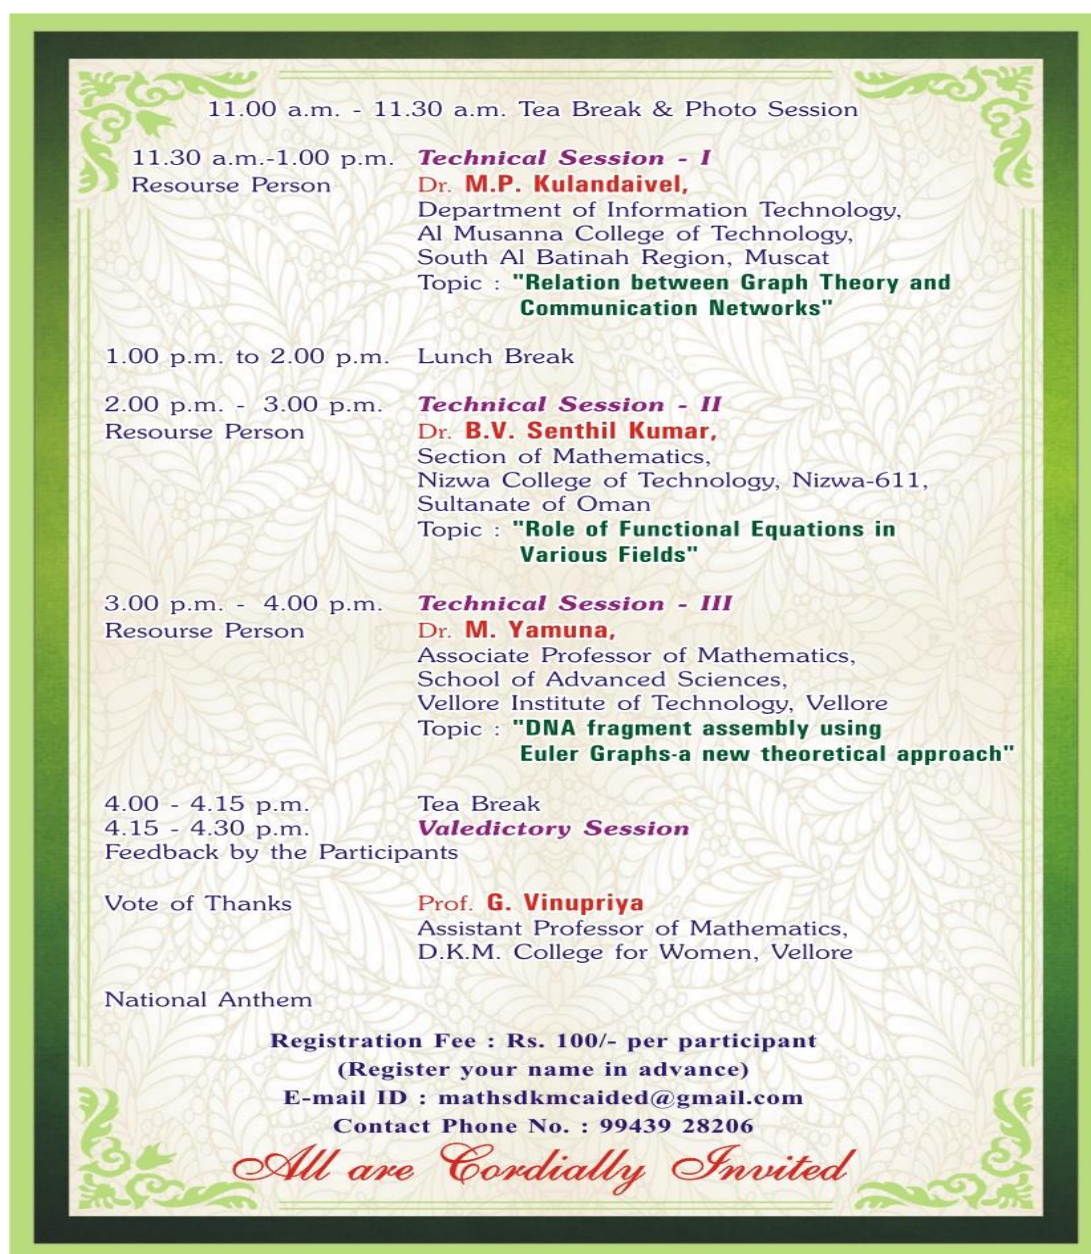 11.00 a.m. - 11.30 a.m. Tea Break & Photo Session
11.30 a.m.-1.00 p.m. Technical Session - I
Resourse Person Dr. M.P. Kulandaivel,
Department of Information Technology,
Al Musanna College of Technology,
South Al Batinah Region, Muscat
Topic : "Relation between Graph Theory and
Communication Networks"
1.00 p.m. to 2.00 p.m. Lunch Break
2.00 p.m. - 3.00 p.m. Technical Session - II
Resourse Person Dr. B.V. Senthil Kumar,
Section of Mathematics,
Nizwa College of Technology, Nizwa-611,
Sultanate of Oman
Topic : "Role of Functional Equations in
Various Fields"
3.00 p.m. - 4.00 p.m. Technical Session - III
Resourse Person Dr. M. Yamuna,
Associate Professor of Mathematics,
School of Advanced Sciences,
Vellore Institute of Technology, Vellore
Topic : "DNA fragment assembly using
Euler Graphs-a new theoretical approach"
4.00 - 4.15 p.m. Tea Break
4.15 - 4.30 p.m. Valedictory Session
Feedback by the Participants
Vote of Thanks Prof. G. Vinupriya
Assistant Professor of Mathematics,
D.K.M. College for Women, Vellore
National Anthem
Registration Fee : Rs. 100/- per participant
(Register your name in advance)
E-mail ID : mathsdkmcaided@gmail.com
Contact Phone No. : 99439 28206
All are Cordially Invited